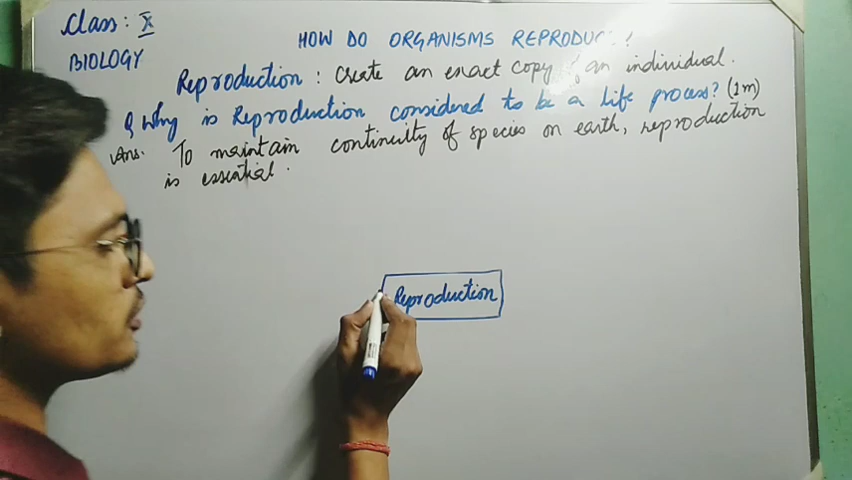 Class: X
BIOLOGY
HOW DO ORGANISMS REPRODUC ?
Reproduction : Create an exact copy of an individual.
Q Why is Reproduction considered to be a life process? (1m)
Ans. To maintain continuity of species on earth, reproduction
is essential.
Reproduction